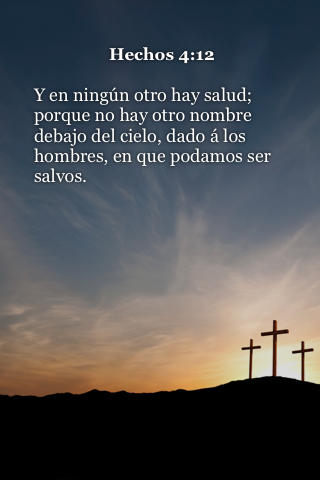 Hechos 4:12
Y en ningún otro hay salud;
porque no hay otro nombre
debajo del cielo, dado á los
hombres, en que podamos ser
salvos.